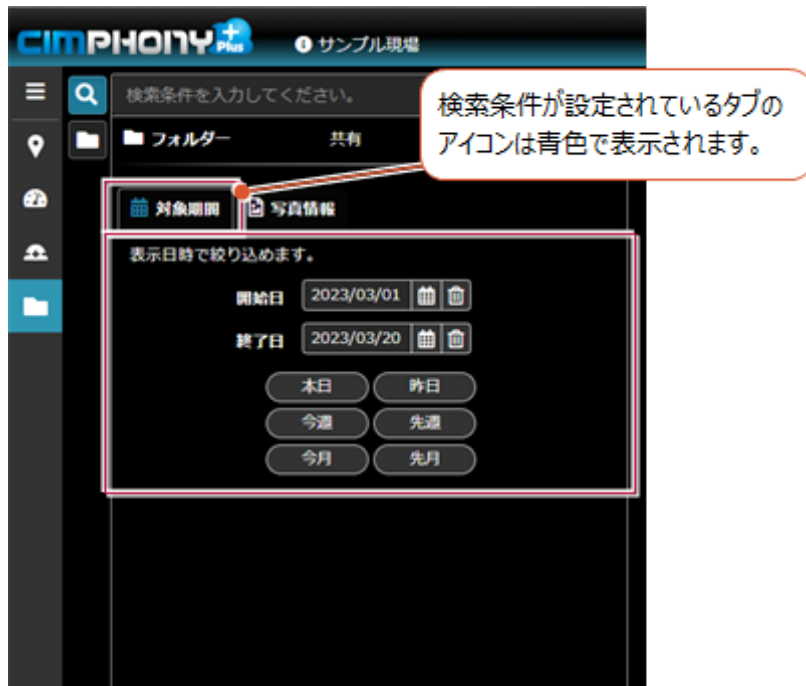 CIMPHONY Plus
サンプル現場
検索条件を入力してください。
検索条件が設定されているタブの
アイコンは青色で表示されます。
フォルダー 共有
対象期間 写真情報
表示日時で絞り込めます。
開始日 2023/03/01
終了日 2023/03/20
本日 昨日
今週 先週
今月 先月